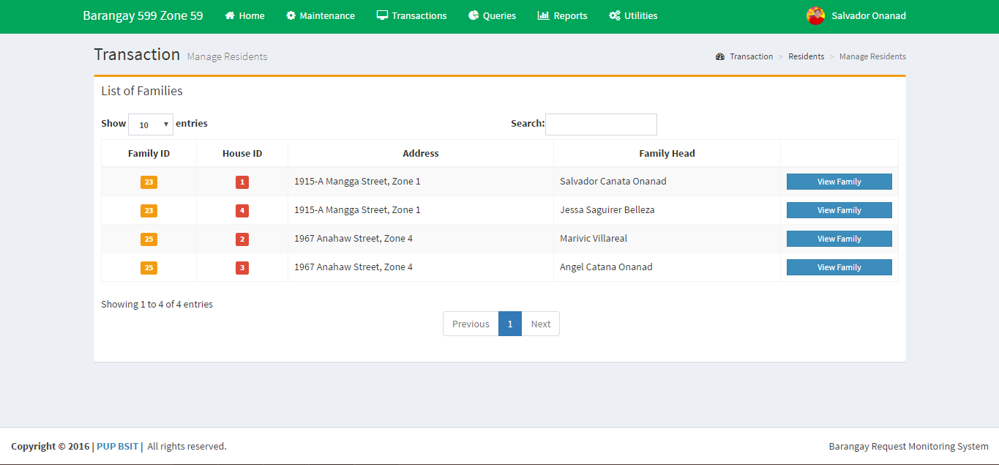 Barangay 599 Zone 59 Home Maintenance Transactions Queries Reports Utilities Salvador Onanad
Transaction Manage Residents Transaction > Residents > Manage Residents
List of Families
Show 10 entries Search:
Family ID House ID Address Family Head
23 1 1915-A Mangga Street, Zone 1 Salvador Canata Onanad View Family
23 4 1915-A Mangga Street, Zone 1 Jessa Saguirer Belleza View Family
25 2 1967 Anahaw Street, Zone 4 Marivic Villareal View Family
25 3 1967 Anahaw Street, Zone 4 Angel Catana Onanad View Family
Showing 1 to 4 of 4 entries
Previous 1 Next
Copyright © 2016 | PUP BSIT | All rights reserved. Barangay Request Monitoring System